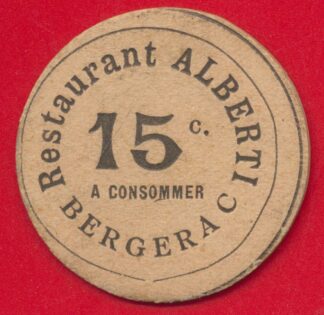 Restaurant ALBERTI
15 c.
A CONSOMMER
BERGERAC